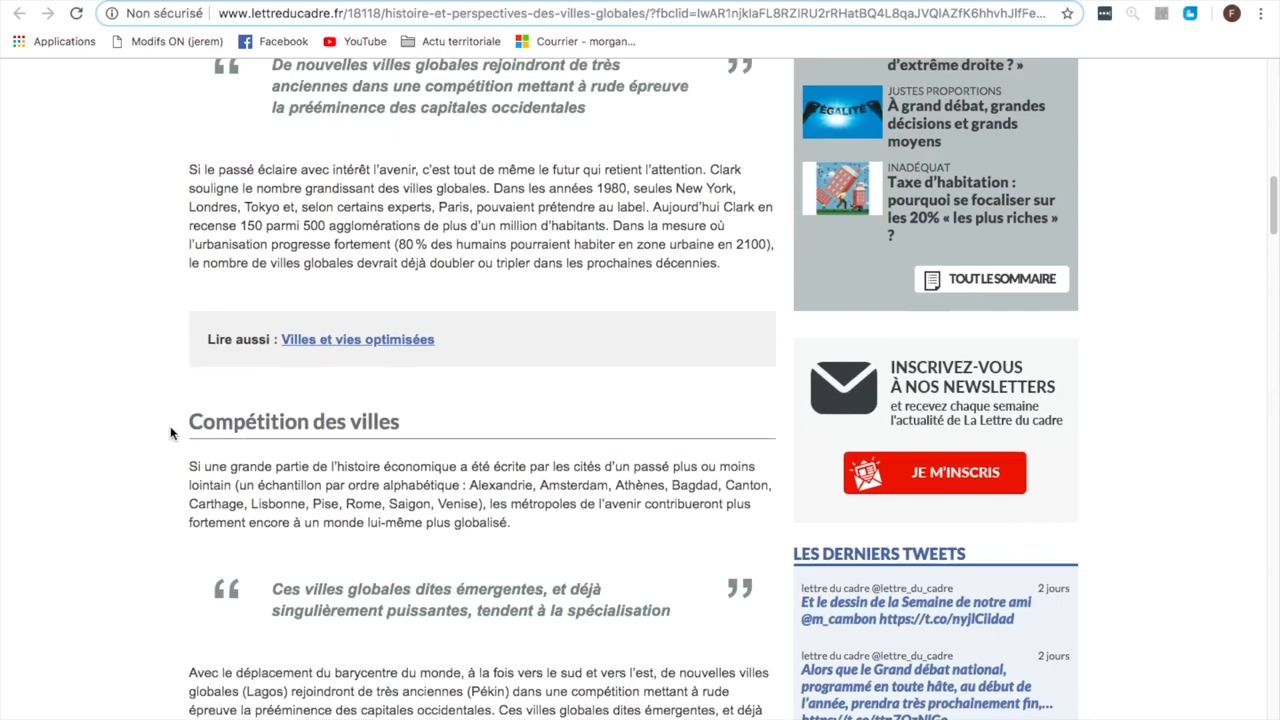 Non sécurisé
www.lettreducadre.fr/18118/histoire-et-perspectives-des-villes-globales/?fbclid=IwAR1njkIaFL8RZlRU2rRHatBQ4L8qaJVQlAZfK6hhvhJlfFe...
F
Applications
Modifs ON (jerem)
Facebook
YouTube
Actu territoriale
Courrier - morgan...
“ De nouvelles villes globales rejoindront de très ”
anciennes dans une compétition mettant à rude épreuve
la prééminence des capitales occidentales
Si le passé éclaire avec intérêt l’avenir, c’est tout de même le futur qui retient l’attention. Clark
souligne le nombre grandissant des villes globales. Dans les années 1980, seules New York,
Londres, Tokyo et, selon certains experts, Paris, pouvaient prétendre au label. Aujourd’hui Clark en
recense 150 parmi 500 agglomérations de plus d’un million d’habitants. Dans la mesure où
l’urbanisation progresse fortement (80 % des humains pourraient habiter en zone urbaine en 2100),
le nombre de villes globales devrait déjà doubler ou tripler dans les prochaines décennies.
Lire aussi : Villes et vies optimisées
Compétition des villes
Si une grande partie de l’histoire économique a été écrite par les cités d’un passé plus ou moins
lointain (un échantillon par ordre alphabétique : Alexandrie, Amsterdam, Athènes, Bagdad, Canton,
Carthage, Lisbonne, Pise, Rome, Saigon, Venise), les métropoles de l’avenir contribueront plus
fortement encore à un monde lui-même plus globalisé.
“ Ces villes globales dites émergentes, et déjà ”
singulièrement puissantes, tendent à la spécialisation
Avec le déplacement du barycentre du monde, à la fois vers le sud et vers l’est, de nouvelles villes
globales (Lagos) rejoindront de très anciennes (Pékin) dans une compétition mettant à rude
épreuve la prééminence des capitales occidentales. Ces villes globales dites émergentes, et déjà
d’extrême droite ? »
ÉGALITÉ
JUSTES PROPORTIONS
À grand débat, grandes
décisions et grands
moyens
INADÉQUAT
Taxe d’habitation :
pourquoi se focaliser sur
les 20% « les plus riches »
?
TOUT LE SOMMAIRE
INSCRIVEZ-VOUS
À NOS NEWSLETTERS
et recevez chaque semaine
l'actualité de La Lettre du cadre
JE M’INSCRIS
LES DERNIERS TWEETS
lettre du cadre @lettre_du_cadre 2 jours
Et le dessin de la Semaine de notre ami
@m_cambon https://t.co/nyjlCiidad
lettre du cadre @lettre_du_cadre 2 jours
Alors que le Grand débat national,
programmé en toute hâte, au début de
l’année, prendra très prochainement fin,...